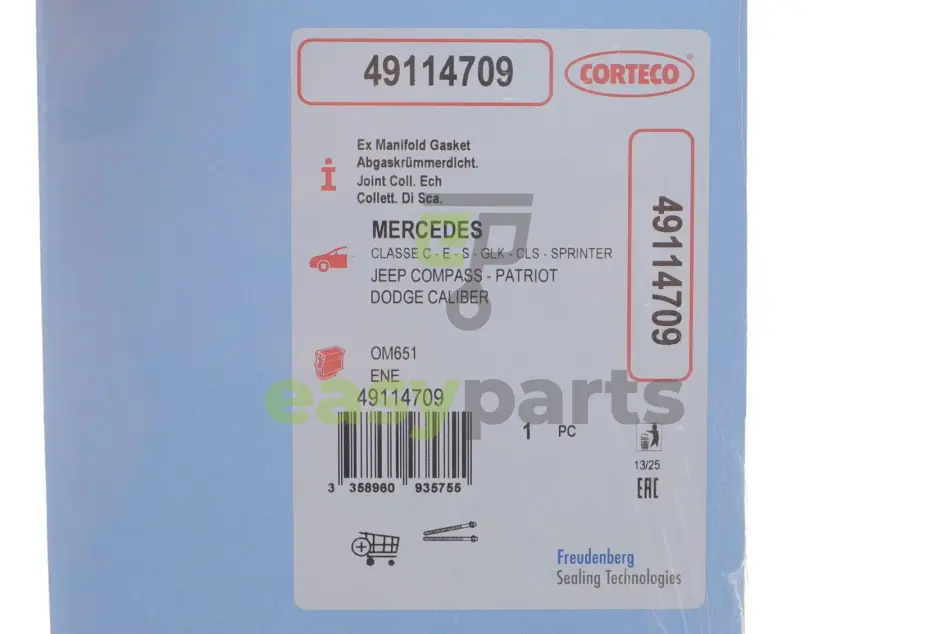 49114709
CORTECO®
Ex Manifold Gasket
Abgaskrümmerdicht.
Joint Coll. Ech
Collett. Di Sca.
MERCEDES
CLASSE C - E - S - GLK - CLS - SPRINTER
JEEP COMPASS - PATRIOT
DODGE CALIBER
49114709
OM651
ENE
easyparts
49114709
1 PC
3 358960 935755
13/25
EAC
Freudenberg
Sealing Technologies